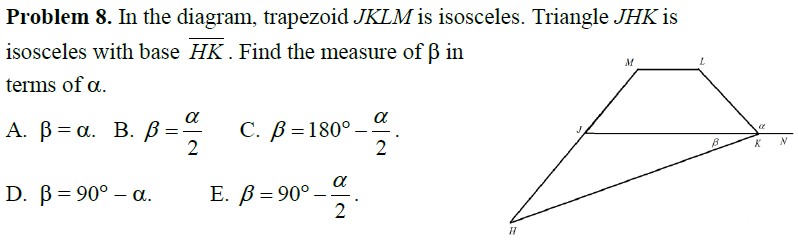 Problem 8. In the diagram, trapezoid JKLM is isosceles. Triangle JHK is
isosceles with base H͞K. Find the measure of β in
terms of α.
A. β = α. B. β = α/2 C. β = 180° – α/2.
D. β = 90° – α. E. β = 90° – α/2.
M L
J α
β K N
H